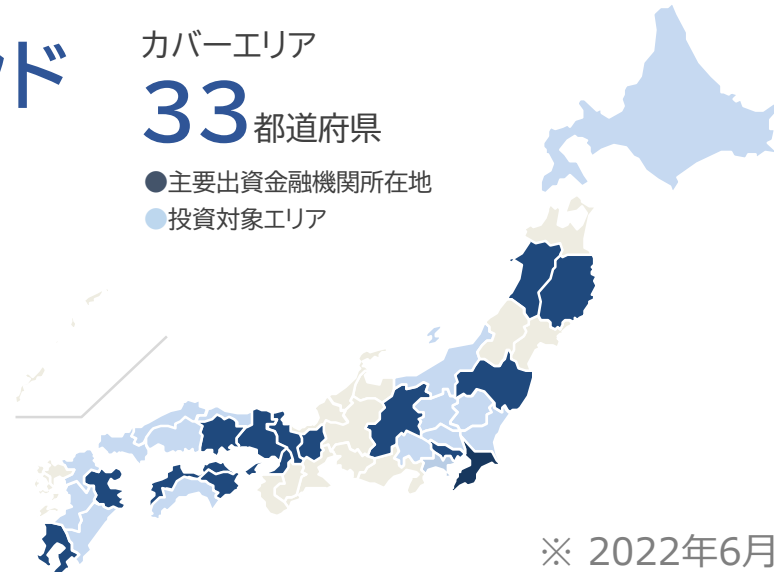 ンド
カバーエリア
33都道府県
●主要出資金融機関所在地
●投資対象エリア
※ 2022年6月